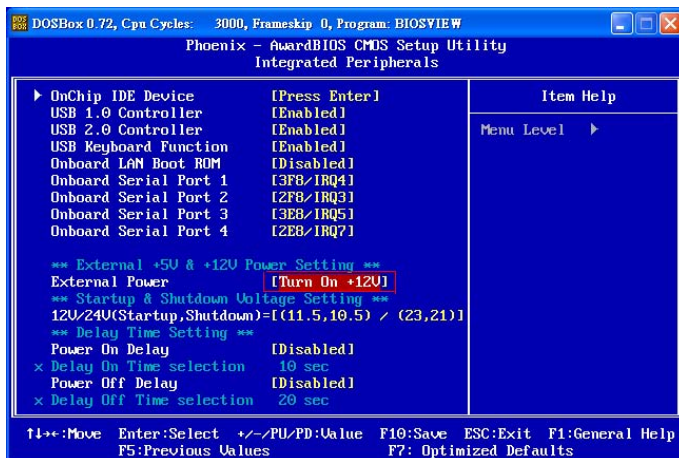 DOSBox 0.72, Cpu Cycles: 3000, Frameskip 0, Program: BIOSVIEW
Phoenix - AwardBIOS CMOS Setup Utility
Integrated Peripherals
OnChip IDE Device [Press Enter]
USB 1.0 Controller [Enabled]
USB 2.0 Controller [Enabled]
USB Keyboard Function [Enabled]
Onboard LAN Boot ROM [Disabled]
Onboard Serial Port 1 [3F8/IRQ4]
Onboard Serial Port 2 [2F8/IRQ3]
Onboard Serial Port 3 [3E8/IRQ5]
Onboard Serial Port 4 [2E8/IRQ7]
** External +5V & +12V Power Setting **
External Power [Turn On +12V]
** Startup & Shutdown Voltage Setting **
12V/24V(Startup,Shutdown)=[(11.5,10.5) / (23,21)]
** Delay Time Setting **
Power On Delay [Disabled]
x Delay On Time selection 10 sec
Power Off Delay [Disabled]
x Delay Off Time selection 20 sec
Item Help
Menu Level
↑↓→←:Move Enter:Select +/-/PU/PD:Value F10:Save ESC:Exit F1:General Help
F5:Previous Values F7: Optimized Defaults